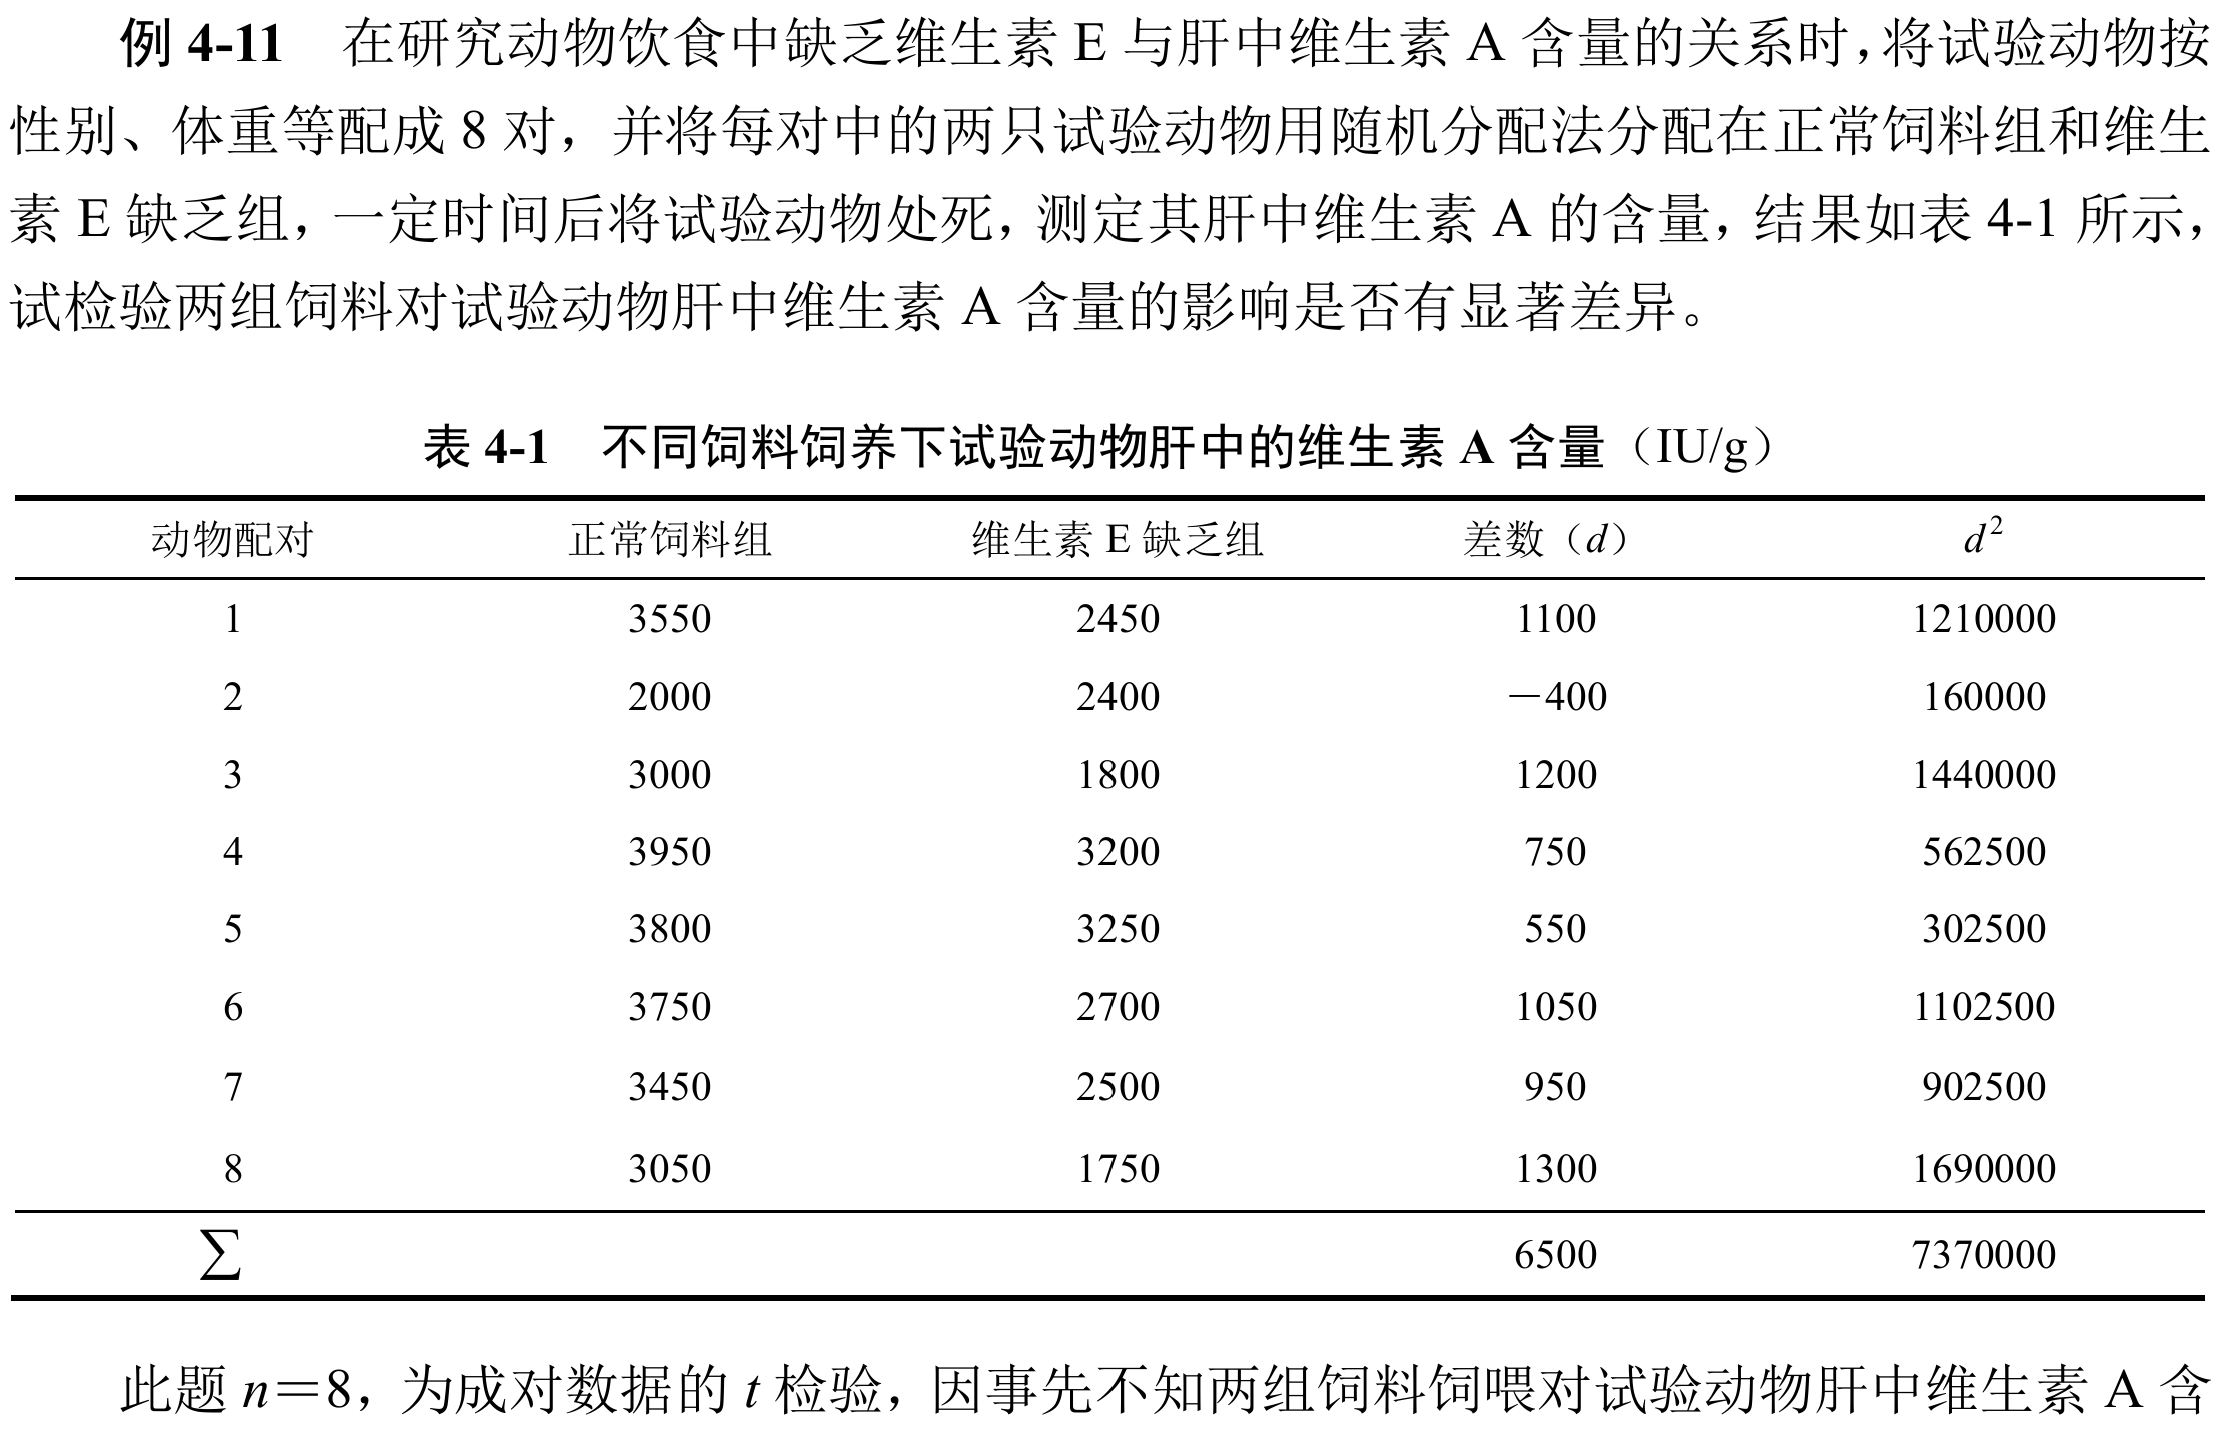 例 4-11 在研究动物饮食中缺乏维生素 E 与肝中维生素 A 含量的关系时,将试验动物按
性别、体重等配成 8 对，并将每对中的两只试验动物用随机分配法分配在正常饲料组和维生
素 E 缺乏组，一定时间后将试验动物处死，测定其肝中维生素 A 的含量，结果如表 4-1 所示，
试检验两组饲料对试验动物肝中维生素 A 含量的影响是否有显著差异。
表 4-1 不同饲料饲养下试验动物肝中的维生素 A 含量（IU/g）
动物配对 正常饲料组 维生素 E 缺乏组 差数（d） d²
1 3550 2450 1100 1210000
2 2000 2400 －400 160000
3 3000 1800 1200 1440000
4 3950 3200 750 562500
5 3800 3250 550 302500
6 3750 2700 1050 1102500
7 3450 2500 950 902500
8 3050 1750 1300 1690000
∑ 6500 7370000
此题 n＝8，为成对数据的 t 检验，因事先不知两组饲料饲喂对试验动物肝中维生素 A 含